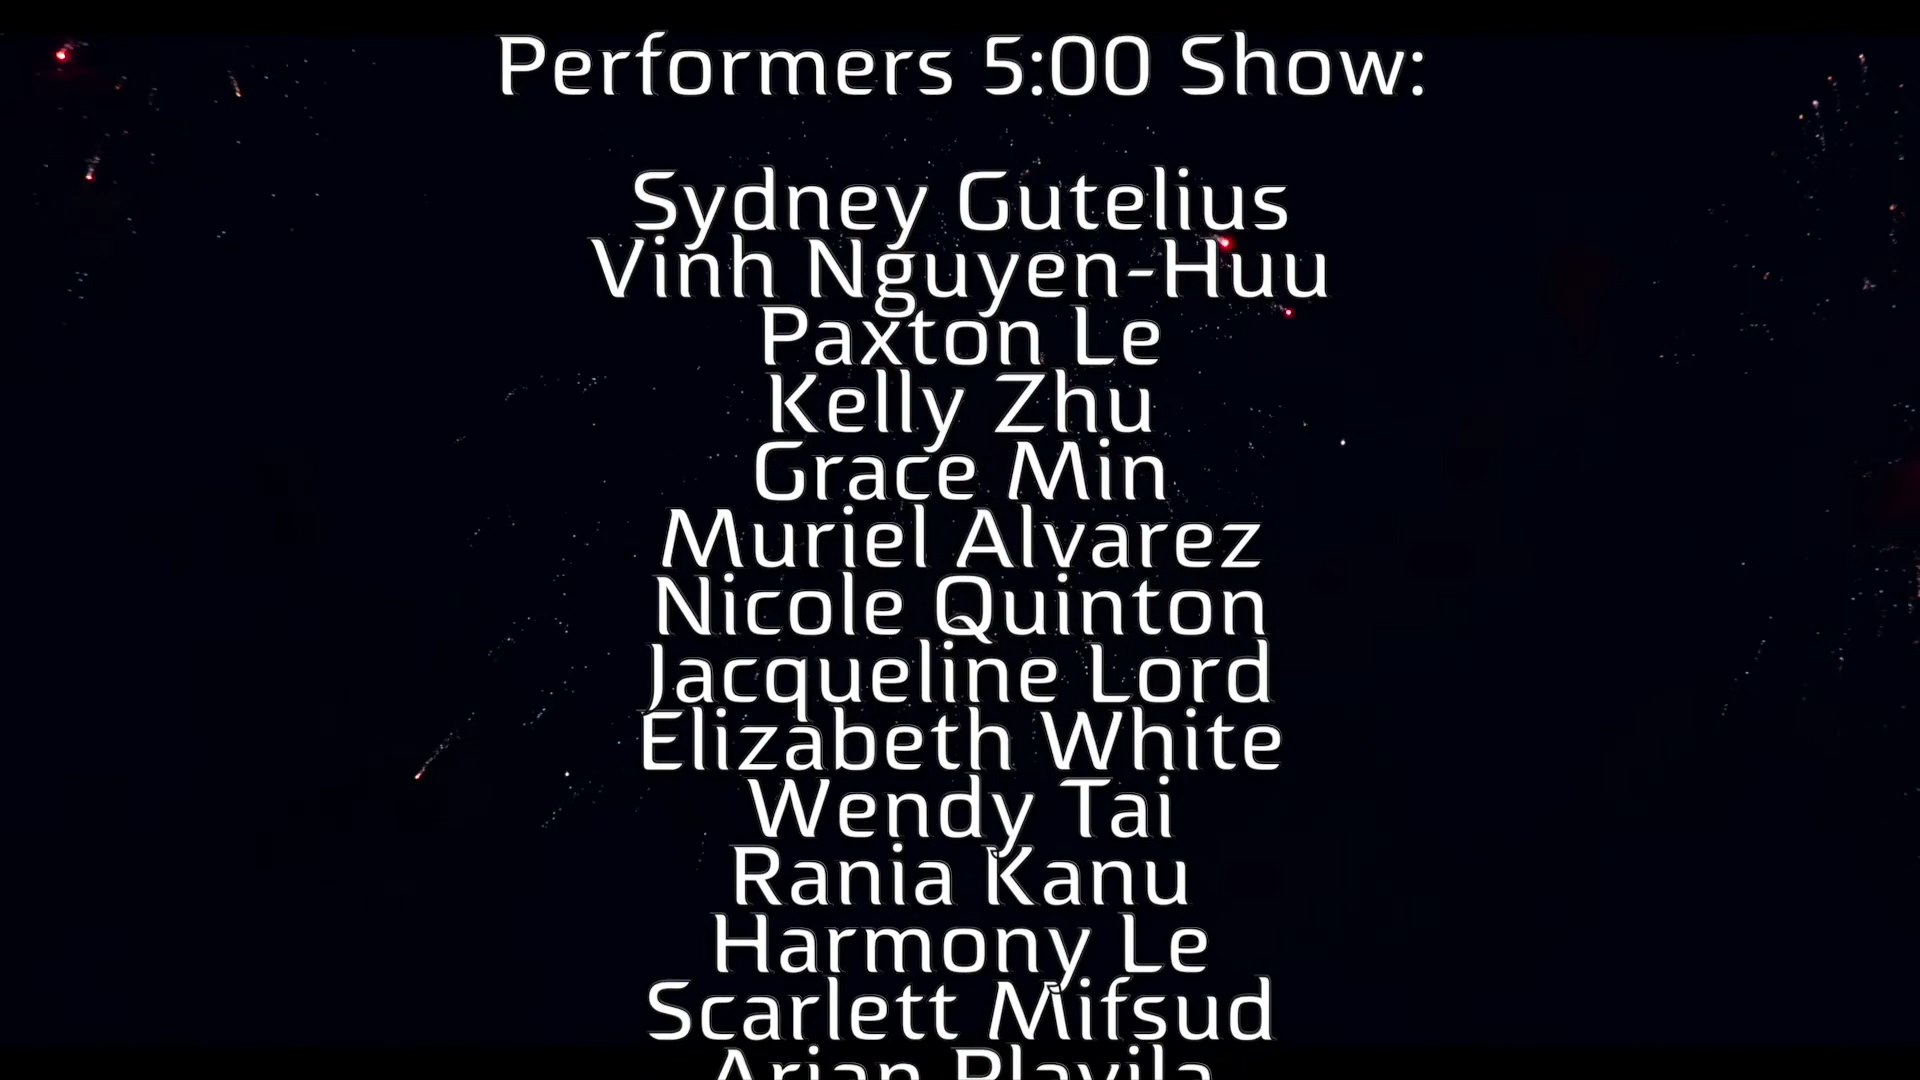 Performers 5:00 Show:
Sydney Gutelius
Vinh Nguyen-Huu
Paxton Le
Kelly Zhu
Grace Min
Muriel Alvarez
Nicole Quinton
Jacqueline Lord
Elizabeth White
Wendy Tai
Rania Kanu
Harmony Le
Scarlett Mifsud
Arian